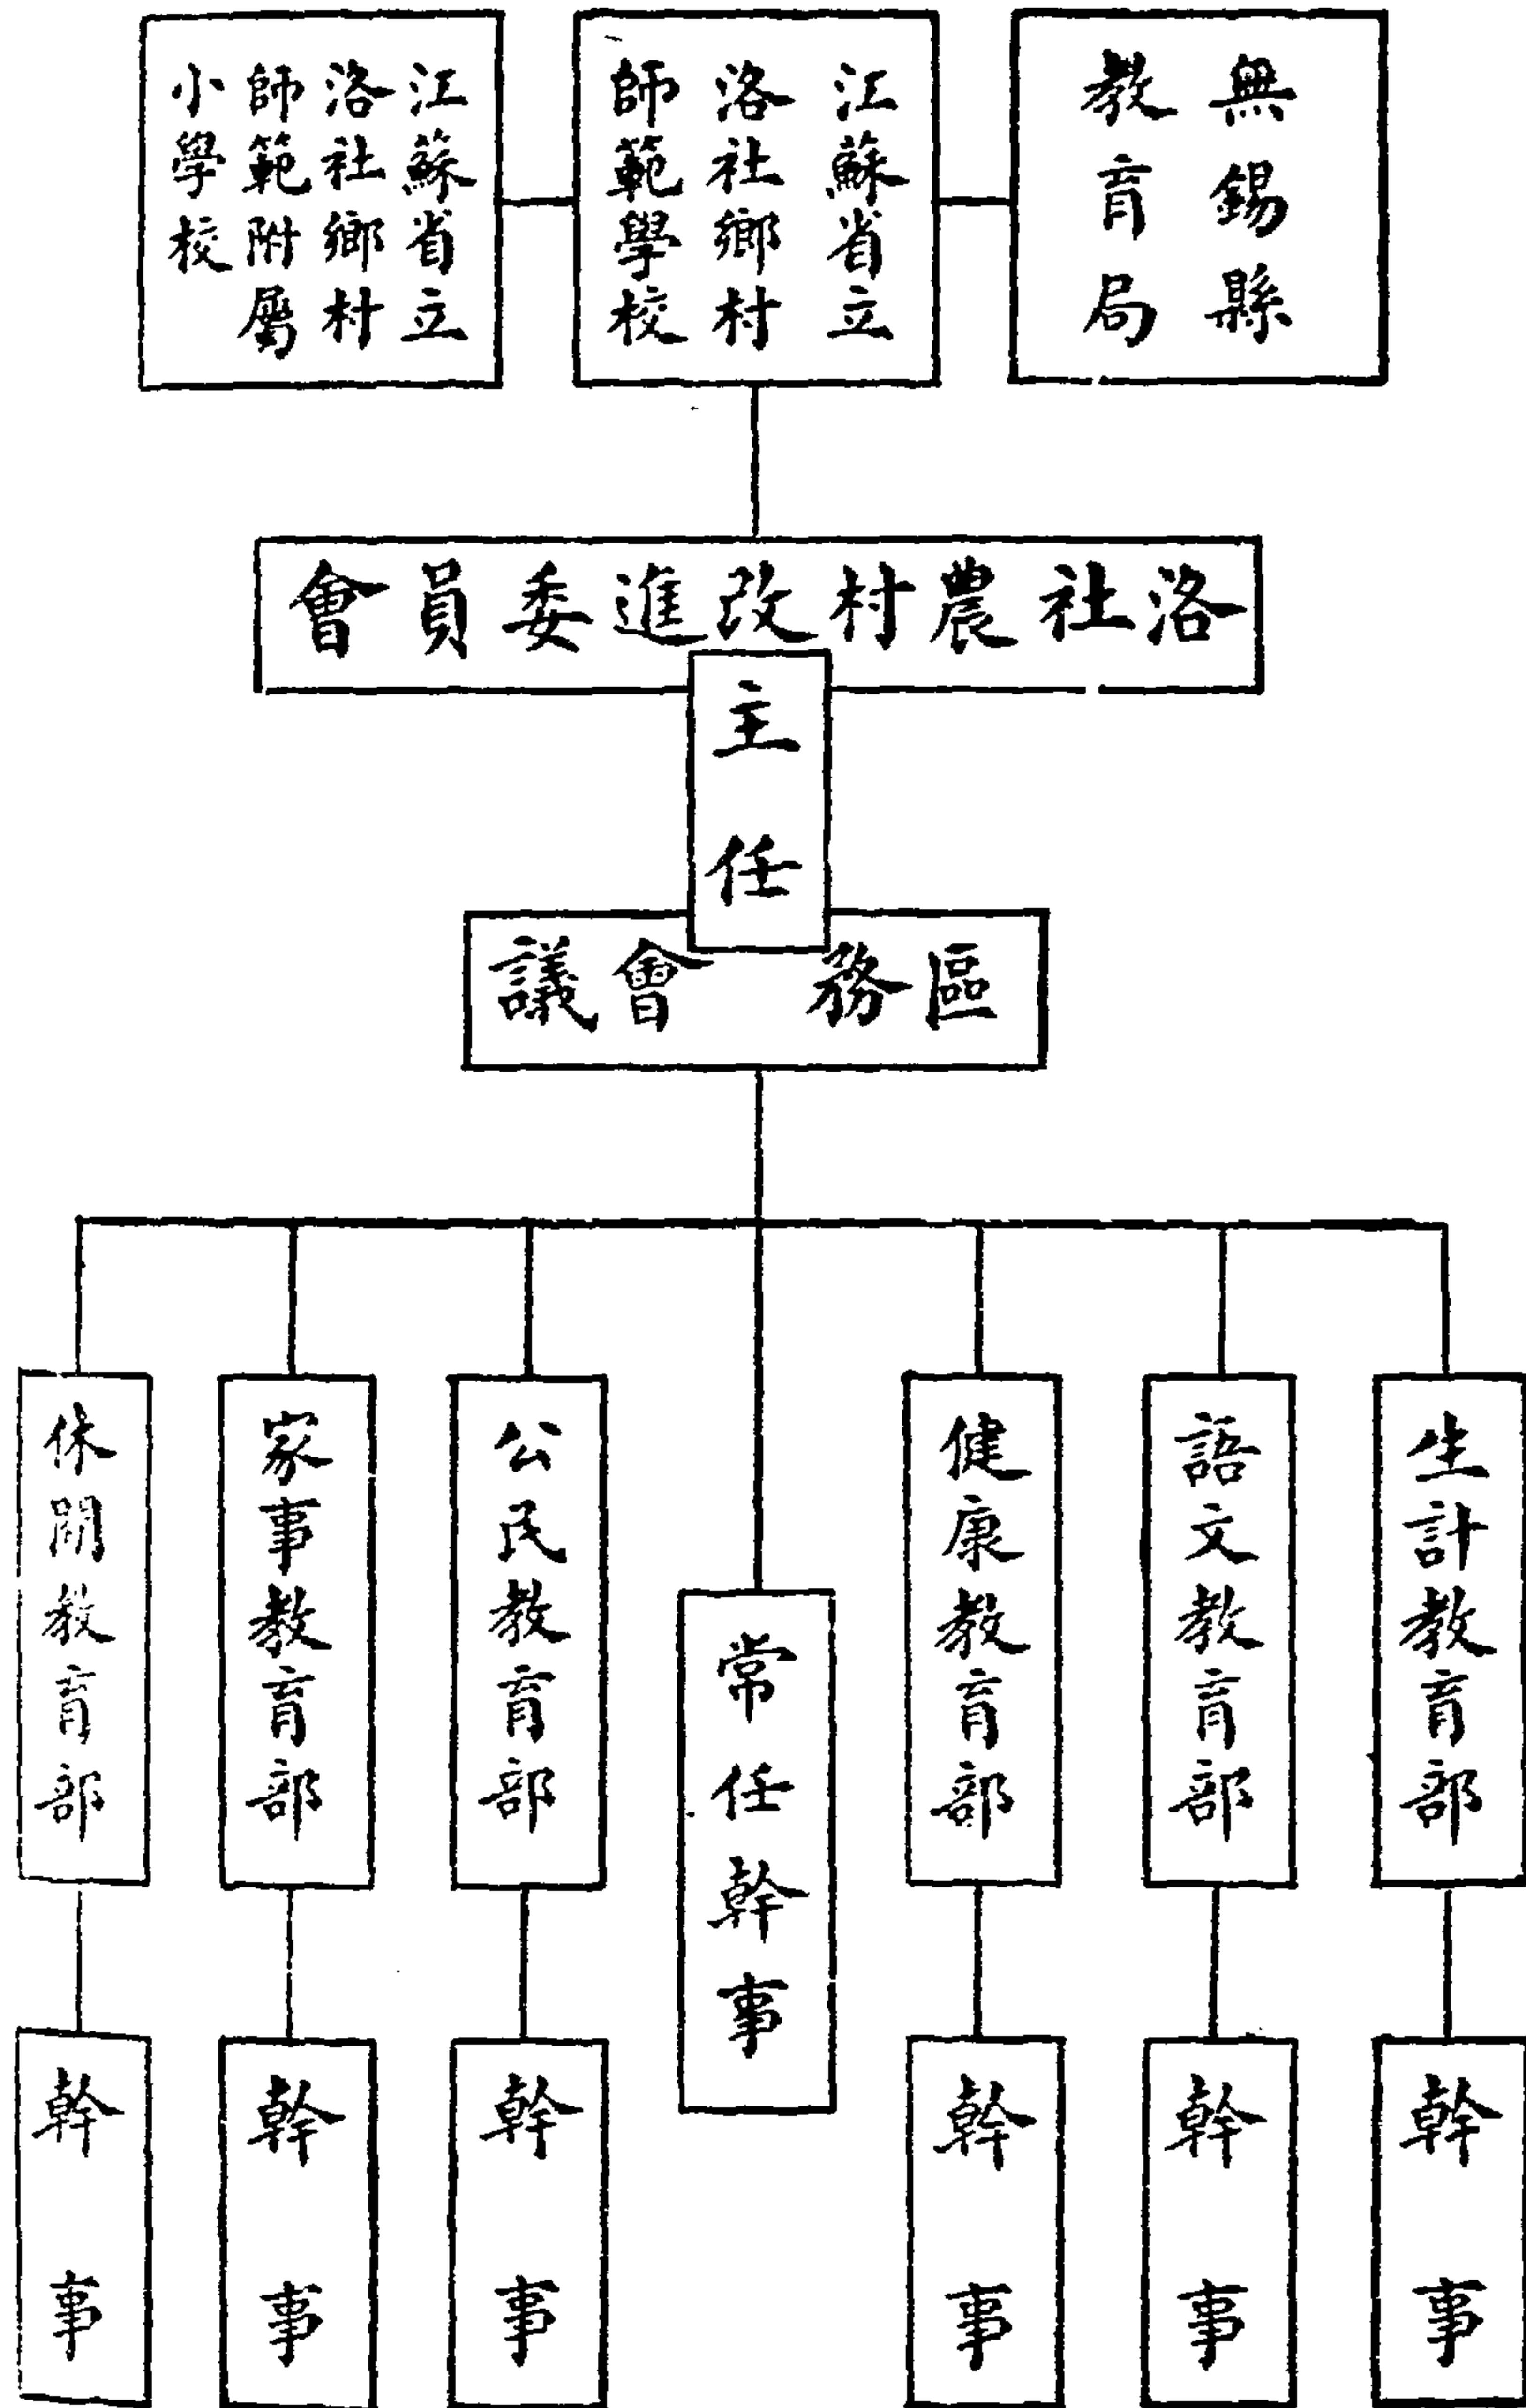 無錫縣
教育局
江蘇省立
洛社鄉村
師範學校
江蘇省立
洛社鄉村
師範附屬
小學校
洛社農村改進委員會
主任
區務會議
生計教育部
語文教育部
健康教育部
常任幹事
公民教育部
家事教育部
休閒教育部
幹事
幹事
幹事
幹事
幹事
幹事